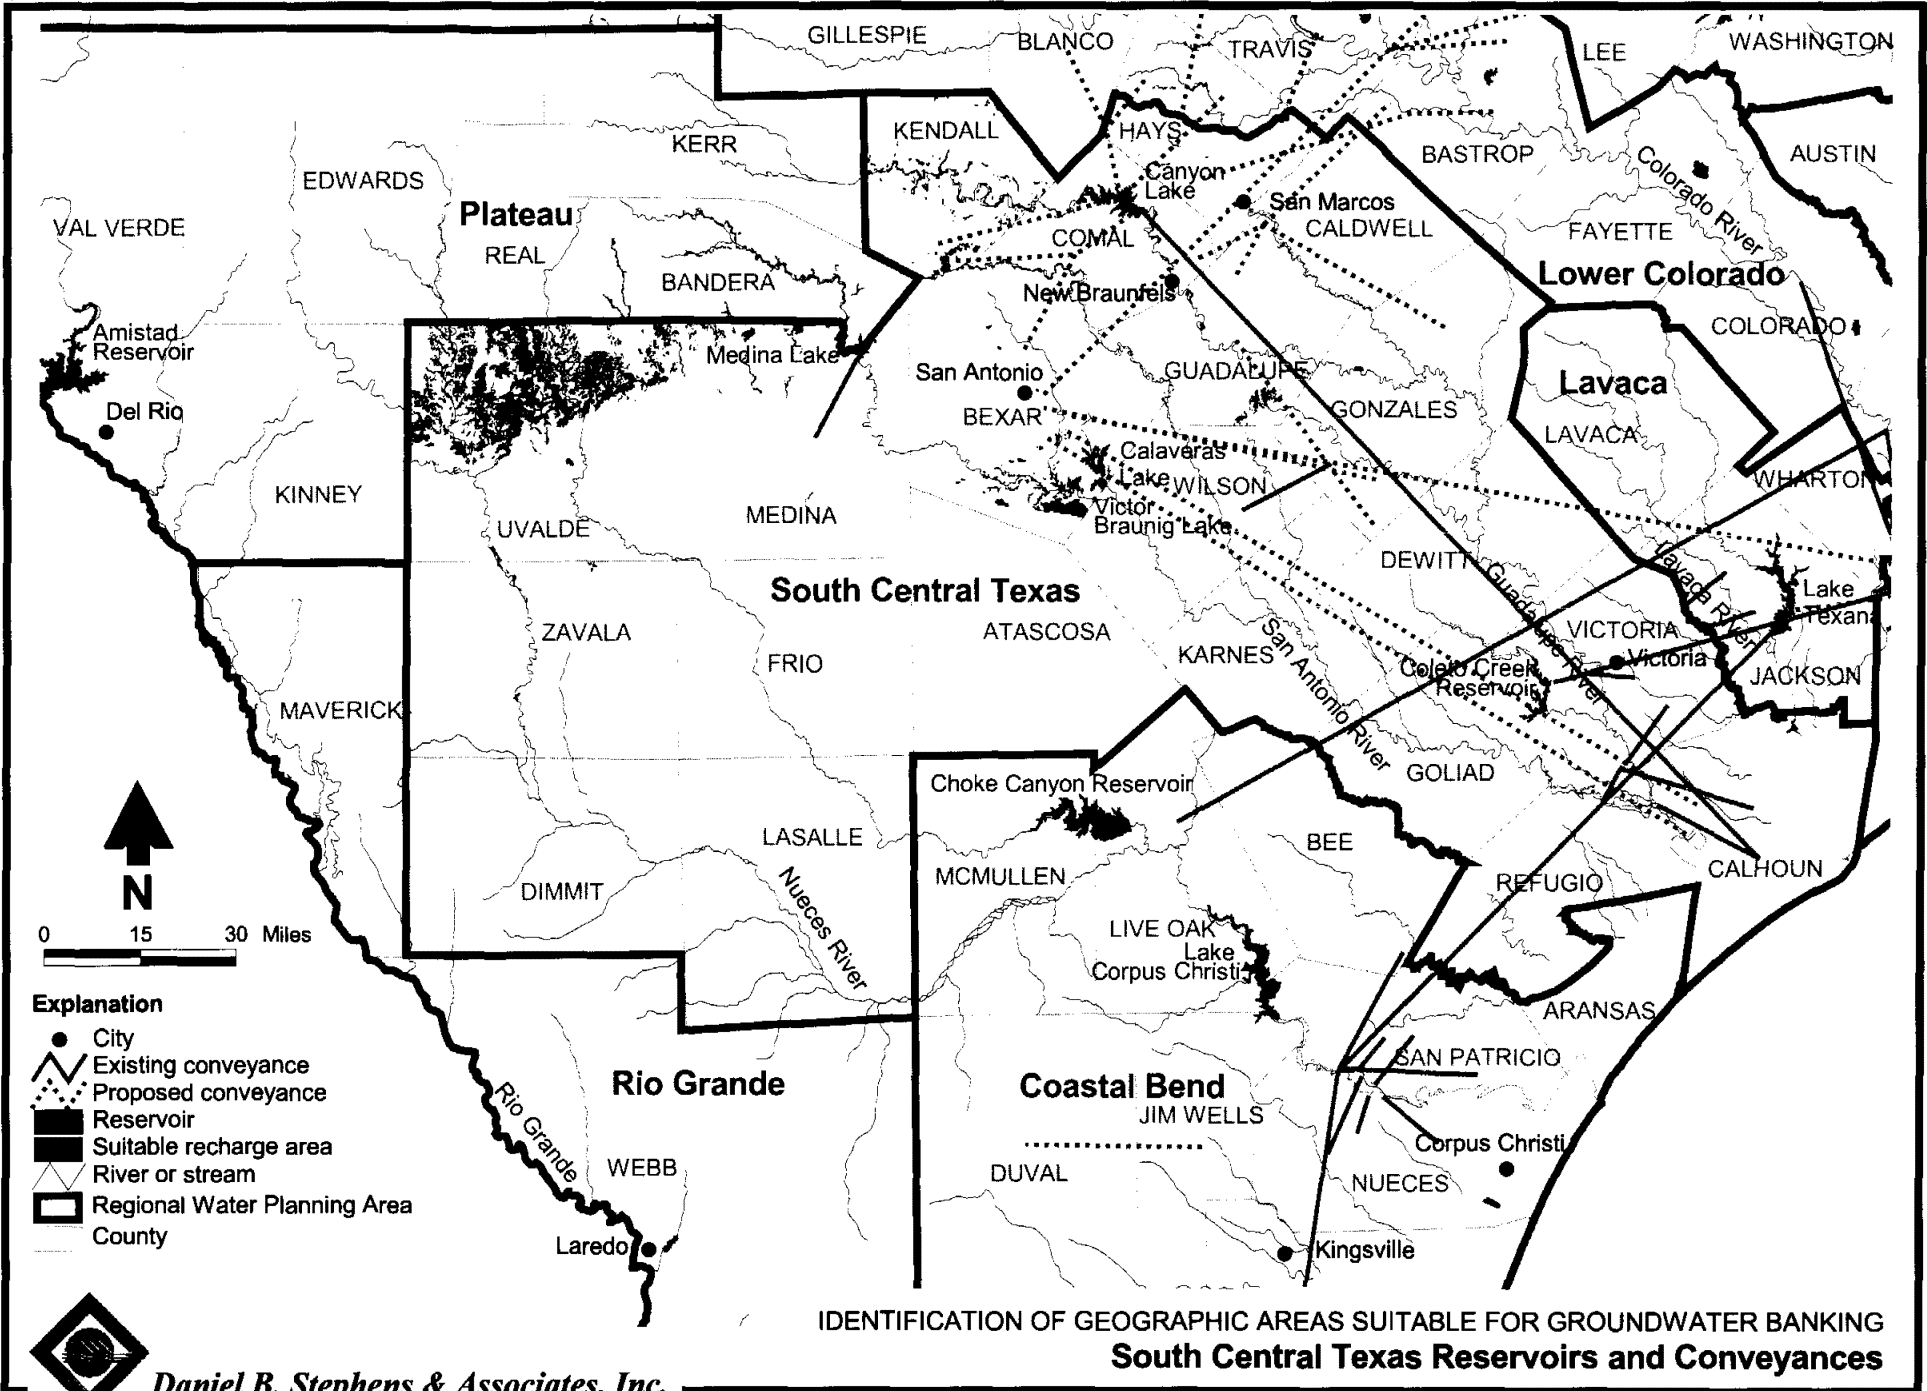 GILLESPIE
BLANCO
TRAVIS
LEE
WASHINGTON
KERR
KENDALL
HAYS
BASTROP
AUSTIN
EDWARDS
Canyon
Lake
Colorado River
San Marcos
CALDWELL
VAL VERDE
Plateau
REAL
COMAL
FAYETTE
BANDERA
Lower Colorado
New Braunfels
COLORADO
Amistad
Reservoir
Medina Lake
San Antonio
GUADALUPE
Lavaca
Del Rio
BEXAR
GONZALES
LAVACA
Calaveras
Lake
WILSON
WHARTON
KINNEY
UVALDE
MEDINA
Victor
Braunig Lake
DEWITT
Lavaca River
South Central Texas
Guadalupe River
Lake
Texana
ZAVALA
ATASCOSA
VICTORIA
FRIO
KARNES
San Antonio River
Coleto Creek
Reservoir
Victoria
JACKSON
MAVERICK
GOLIAD
Choke Canyon Reservoir
LASALLE
BEE
CALHOUN
DIMMIT
Nueces River
MCMULLEN
REFUGIO
N
LIVE OAK
Lake
Corpus Christi
0 15 30 Miles
ARANSAS
Explanation
City
Existing conveyance
Proposed conveyance
Reservoir
Suitable recharge area
River or stream
Regional Water Planning Area
County
Rio Grande
Rio Grande
Coastal Bend
SAN PATRICIO
JIM WELLS
Corpus Christi
WEBB
DUVAL
NUECES
Laredo
Kingsville
IDENTIFICATION OF GEOGRAPHIC AREAS SUITABLE FOR GROUNDWATER BANKING
South Central Texas Reservoirs and Conveyances
Daniel B. Stephens & Associates, Inc.